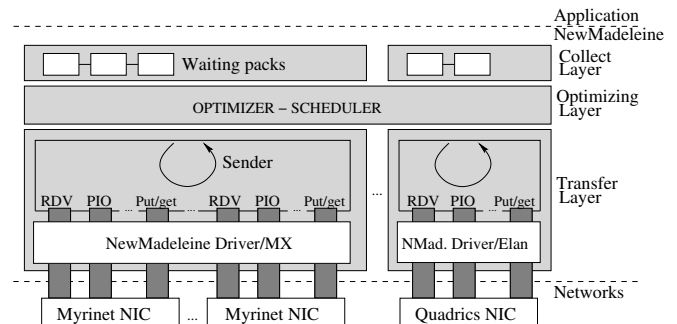 Application
NewMadeleine
Waiting packs
Collect
Layer
OPTIMIZER – SCHEDULER
Optimizing
Layer
Sender
...
Transfer
Layer
RDV PIO ... Put/get ... RDV PIO ... Put/get
RDV PIO ... Put/get
NewMadeleine Driver/MX
NMad. Driver/Elan
Networks
Myrinet NIC ... Myrinet NIC
Quadrics NIC